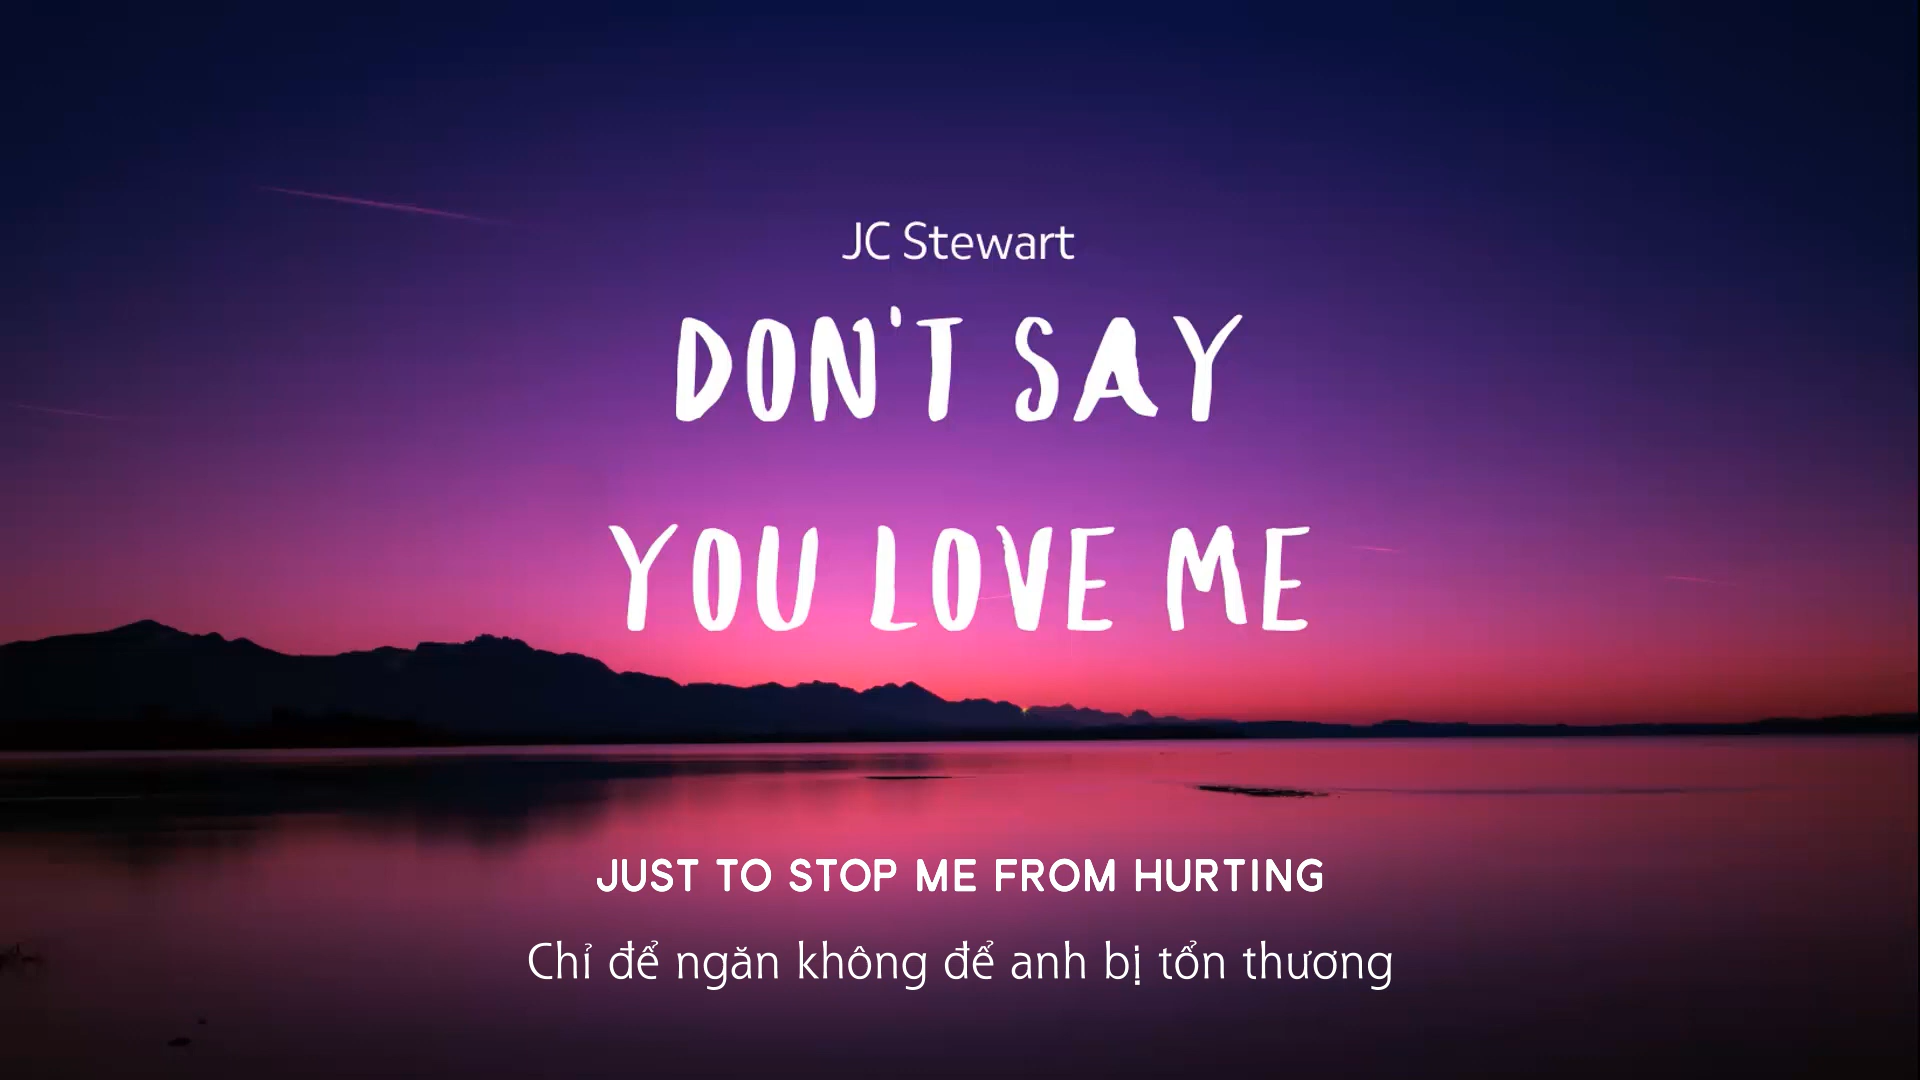 JC Stewart
DON'T SAY
YOU LOVE ME
JUST TO STOP ME FROM HURTING
Chỉ để ngăn không để anh bị tổn thương